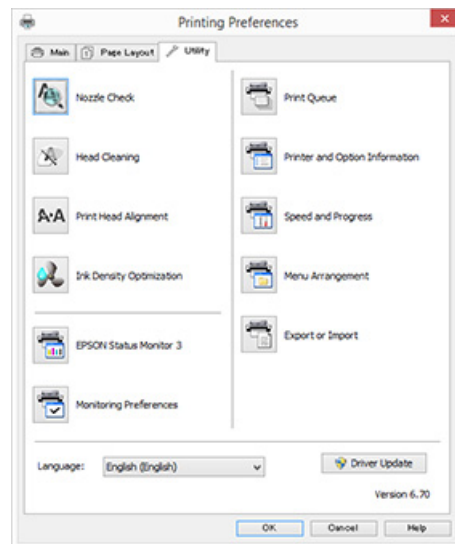 Printing Preferences
Main
Page Layout
Utility
Nozzle Check
Print Queue
Head Cleaning
Printer and Option Information
A·A
Print Head Alignment
Speed and Progress
Ink Density Optimization
Menu Arrangement
EPSON Status Monitor 3
Export or Import
Monitoring Preferences
Language:
English (English)
Driver Update
Version 6.70
OK
Cancel
Help